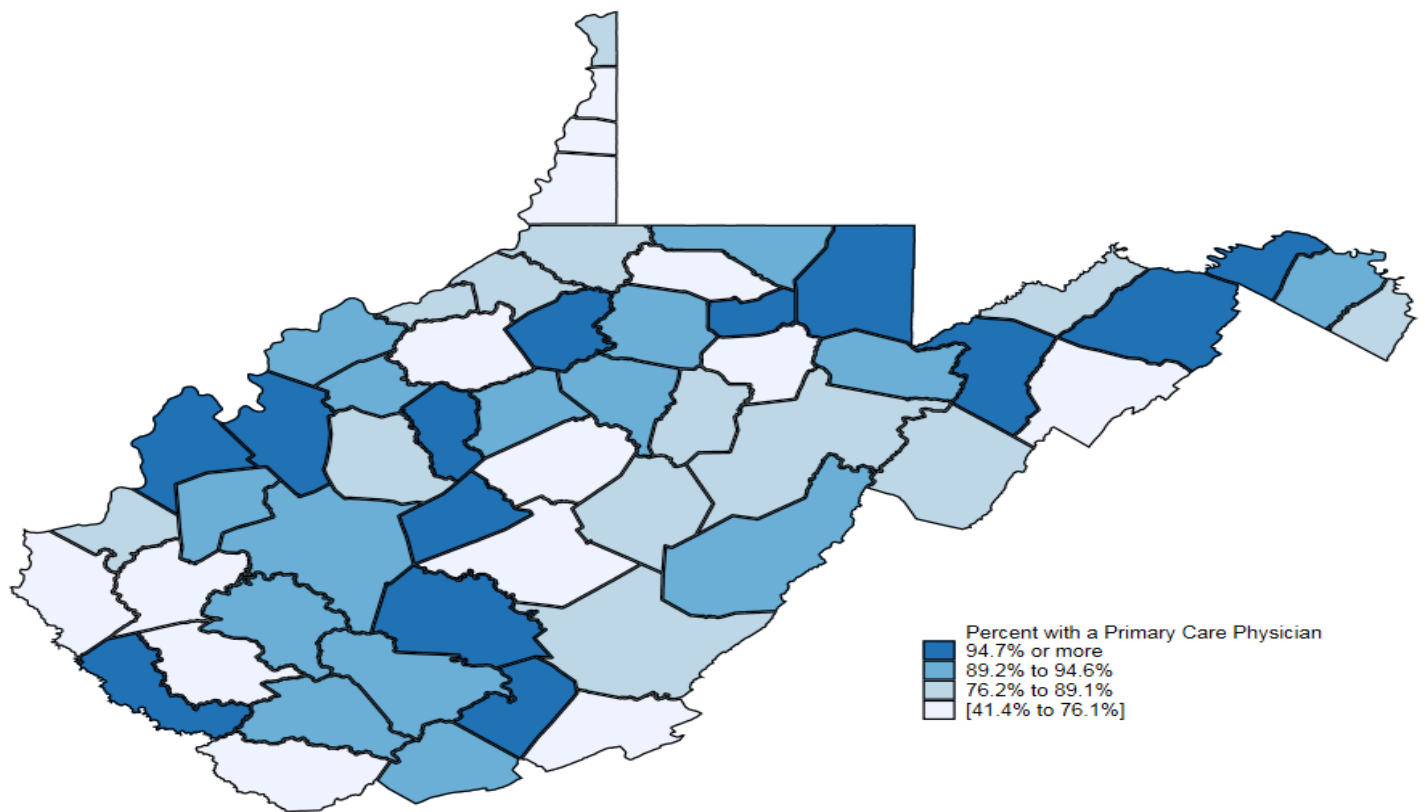 Percent with a Primary Care Physician
94.7% or more
89.2% to 94.6%
76.2% to 89.1%
[41.4% to 76.1%]